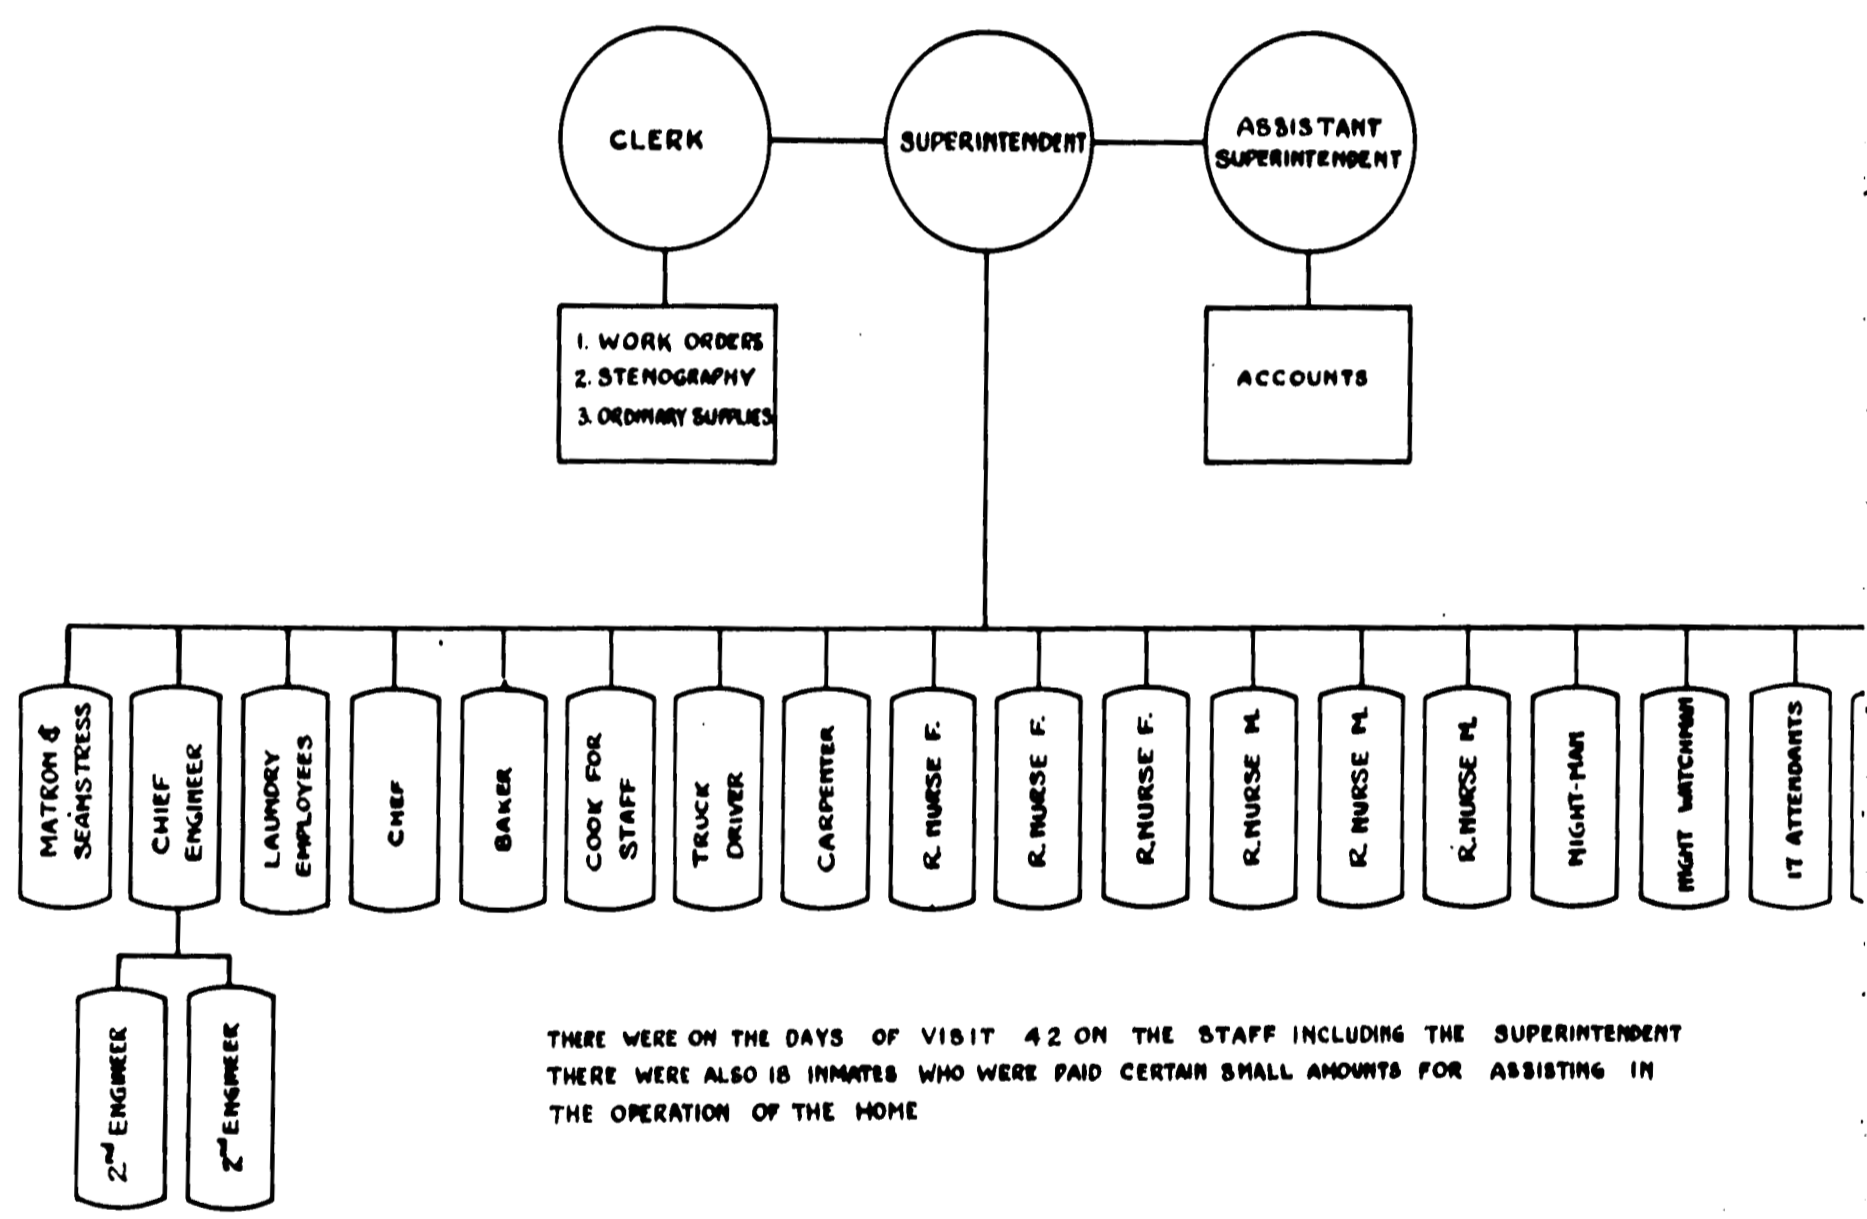 CLERK
SUPERINTENDENT
ASSISTANT
SUPERINTENDENT
1. WORK ORDERS
2. STENOGRAPHY
3. ORDINARY SUPPLIES
ACCOUNTS
MATRON &
SEAMSTRESS
CHIEF
ENGINEER
LAUNDRY
EMPLOYEES
CHEF
BAKER
COOK FOR
STAFF
TRUCK
DRIVER
CARPENTER
R. NURSE F.
R. NURSE F.
R. NURSE F.
R. NURSE M.
R. NURSE M.
R. NURSE M.
NIGHT-MAN
NIGHT WATCHMAN
17 ATTENDANTS
2nd ENGINEER
2nd ENGINEER
THERE WERE ON THE DAYS OF VISIT 42 ON THE STAFF INCLUDING THE SUPERINTENDENT
THERE WERE ALSO 18 INMATES WHO WERE PAID CERTAIN SMALL AMOUNTS FOR ASSISTING IN
THE OPERATION OF THE HOME